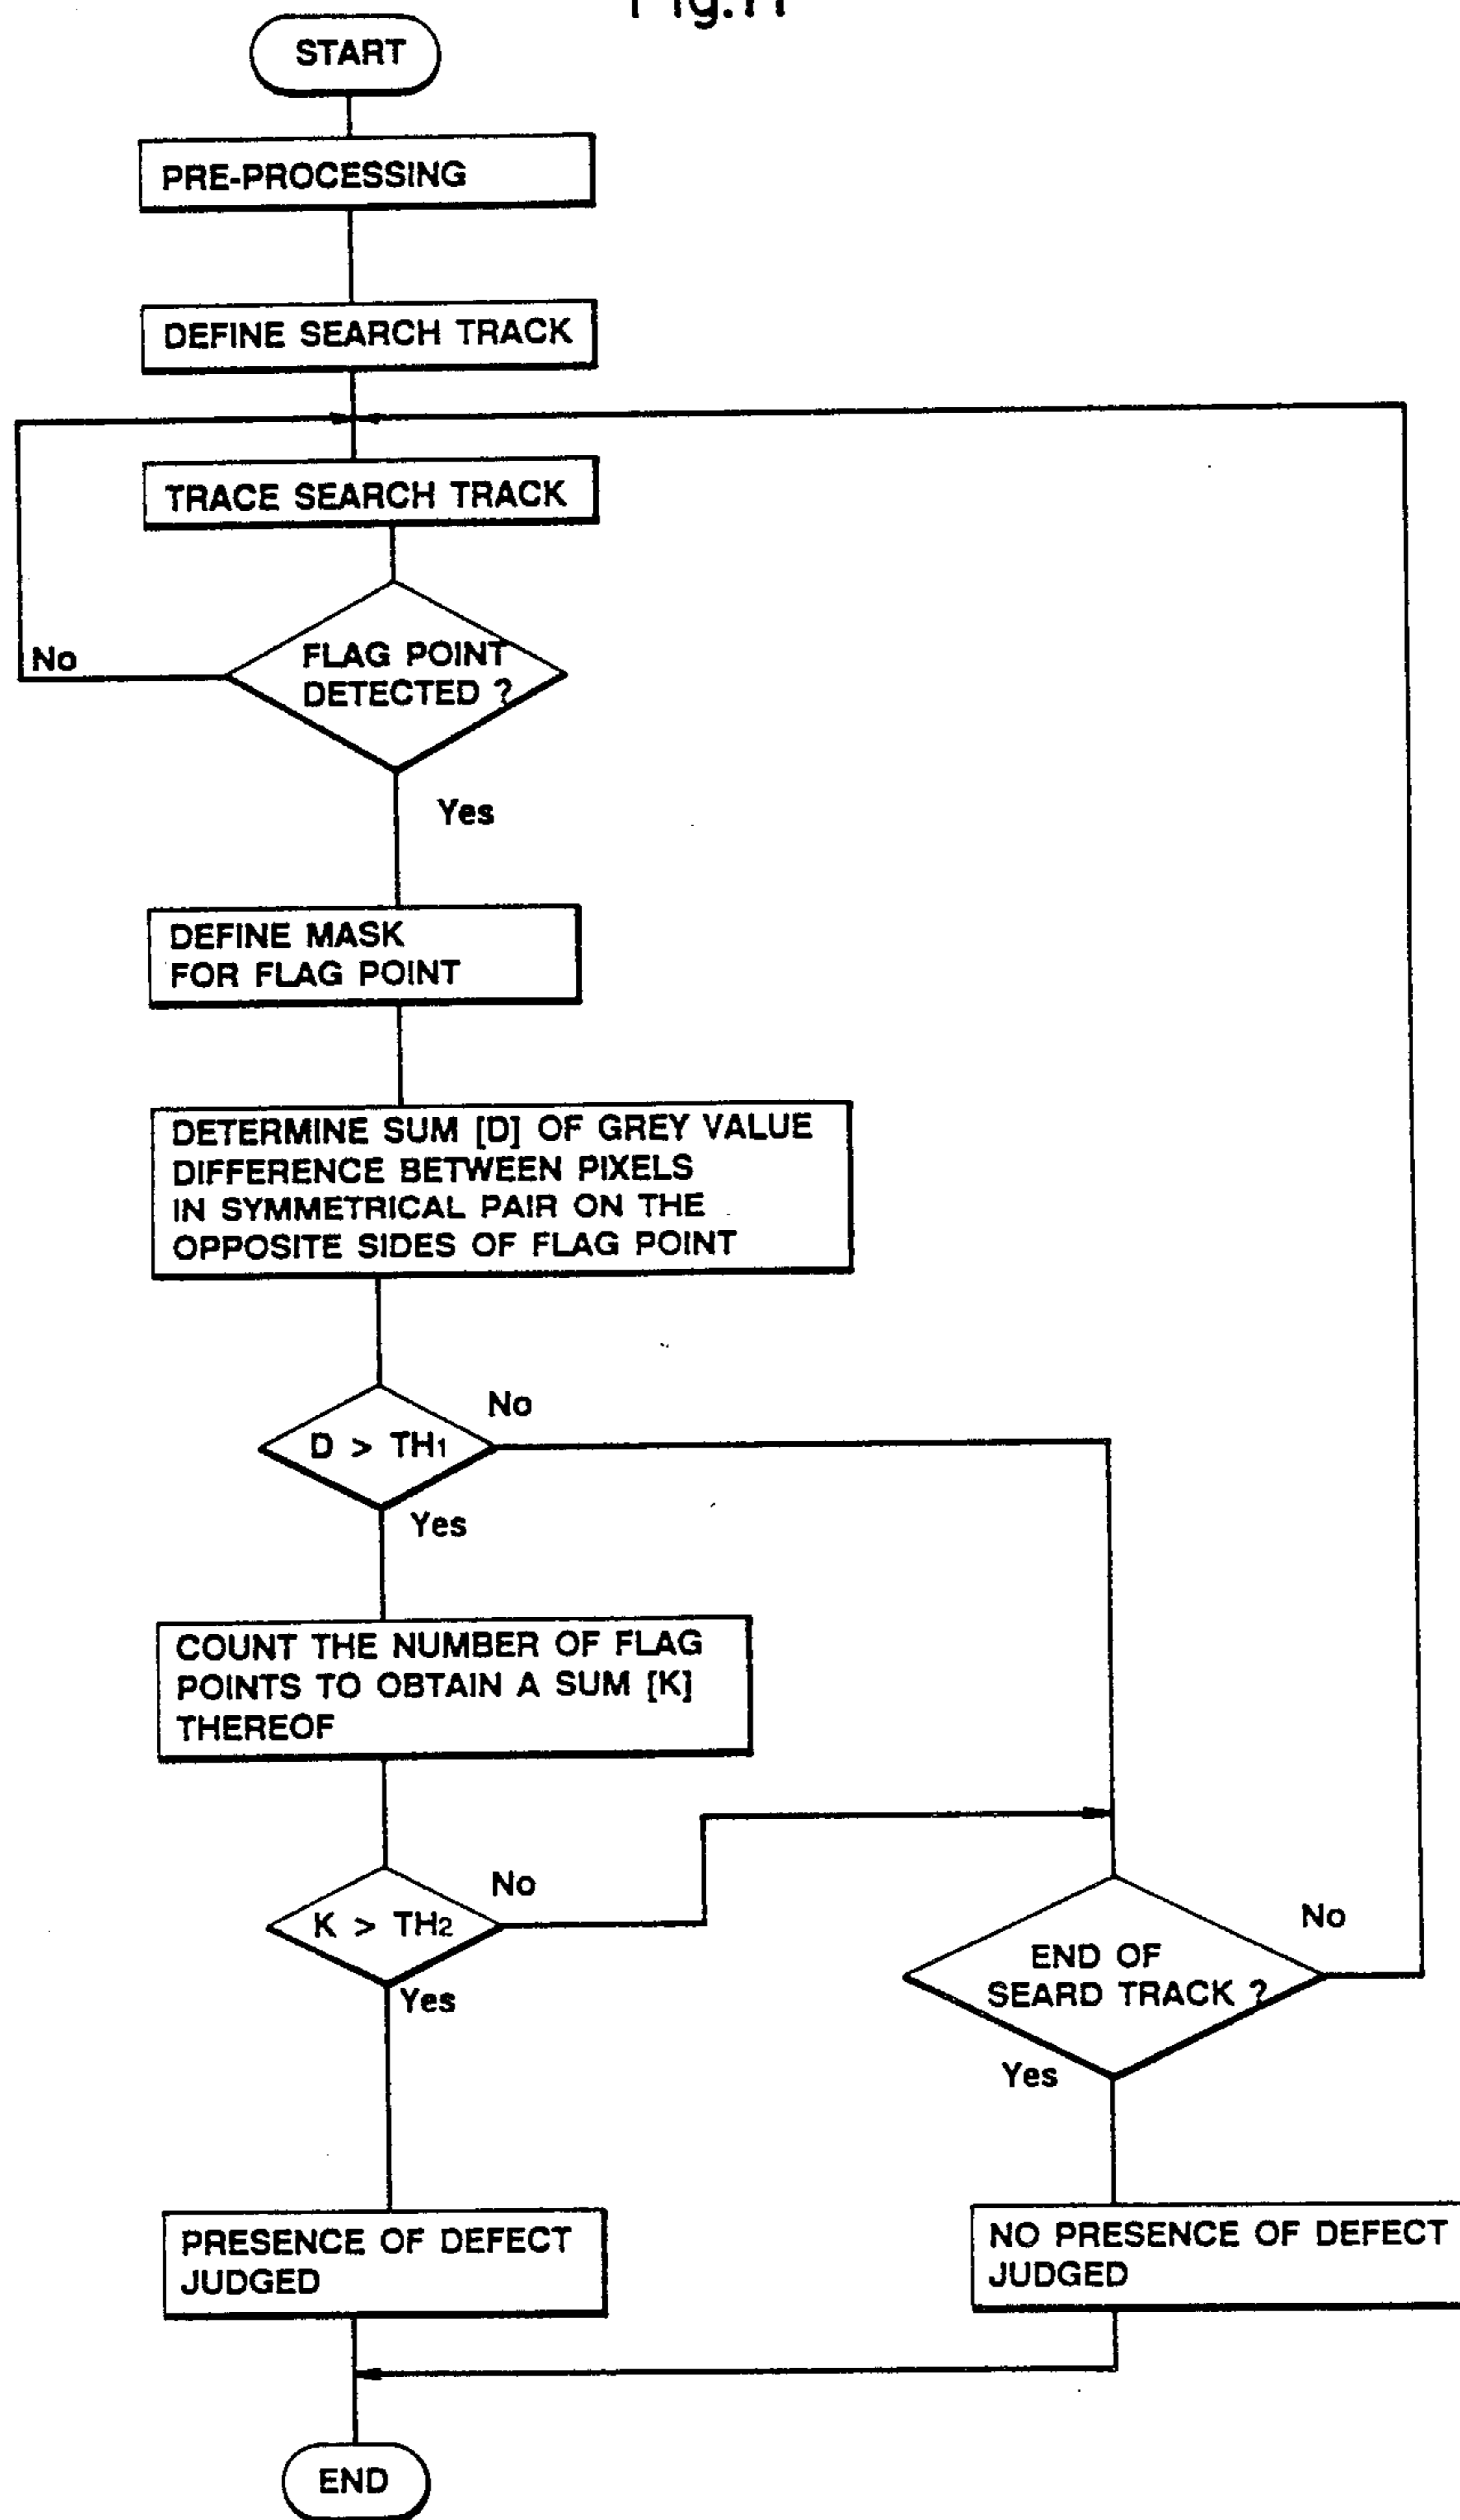 START
PRE-PROCESSING
DEFINE SEARCH TRACK
TRACE SEARCH TRACK
FLAG POINT
DETECTED ?
No
Yes
DEFINE MASK
FOR FLAG POINT
DETERMINE SUM [D] OF GREY VALUE
DIFFERENCE BETWEEN PIXELS
IN SYMMETRICAL PAIR ON THE
OPPOSITE SIDES OF FLAG POINT
D > TH1
No
Yes
COUNT THE NUMBER OF FLAG
POINTS TO OBTAIN A SUM [K]
THEREOF
K > TH2
No
Yes
END OF
SEARD TRACK ?
No
Yes
PRESENCE OF DEFECT
JUDGED
NO PRESENCE OF DEFECT
JUDGED
END